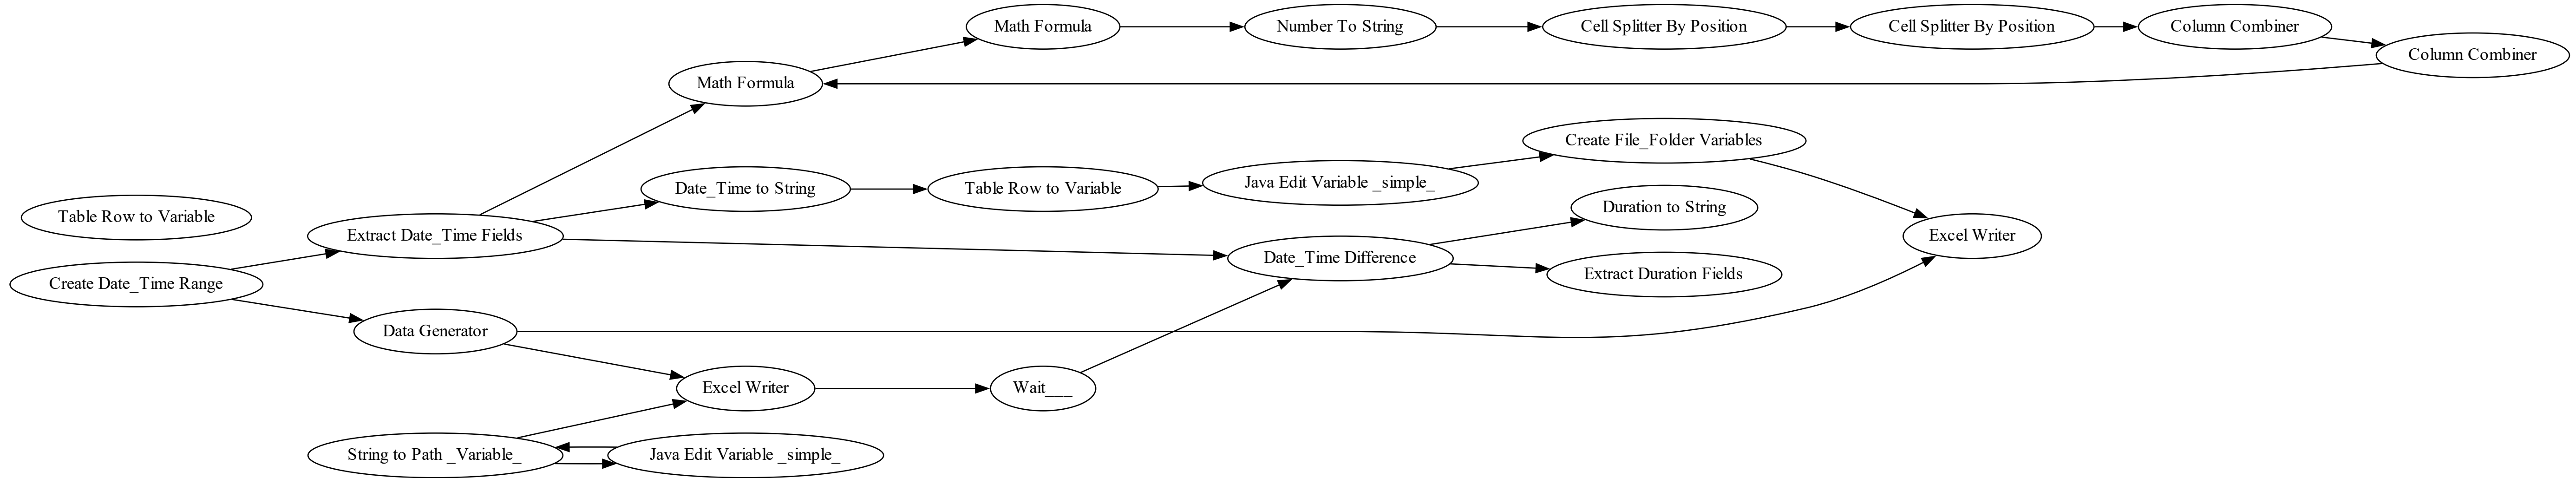 Math Formula
Number To String
Cell Splitter By Position
Cell Splitter By Position
Column Combiner
Column Combiner
Math Formula
Create File_Folder Variables
Date_Time to String
Table Row to Variable
Java Edit Variable _simple_
Table Row to Variable
Duration to String
Extract Date_Time Fields
Excel Writer
Date_Time Difference
Create Date_Time Range
Extract Duration Fields
Data Generator
Excel Writer
Wait___
String to Path _Variable_
Java Edit Variable _simple_